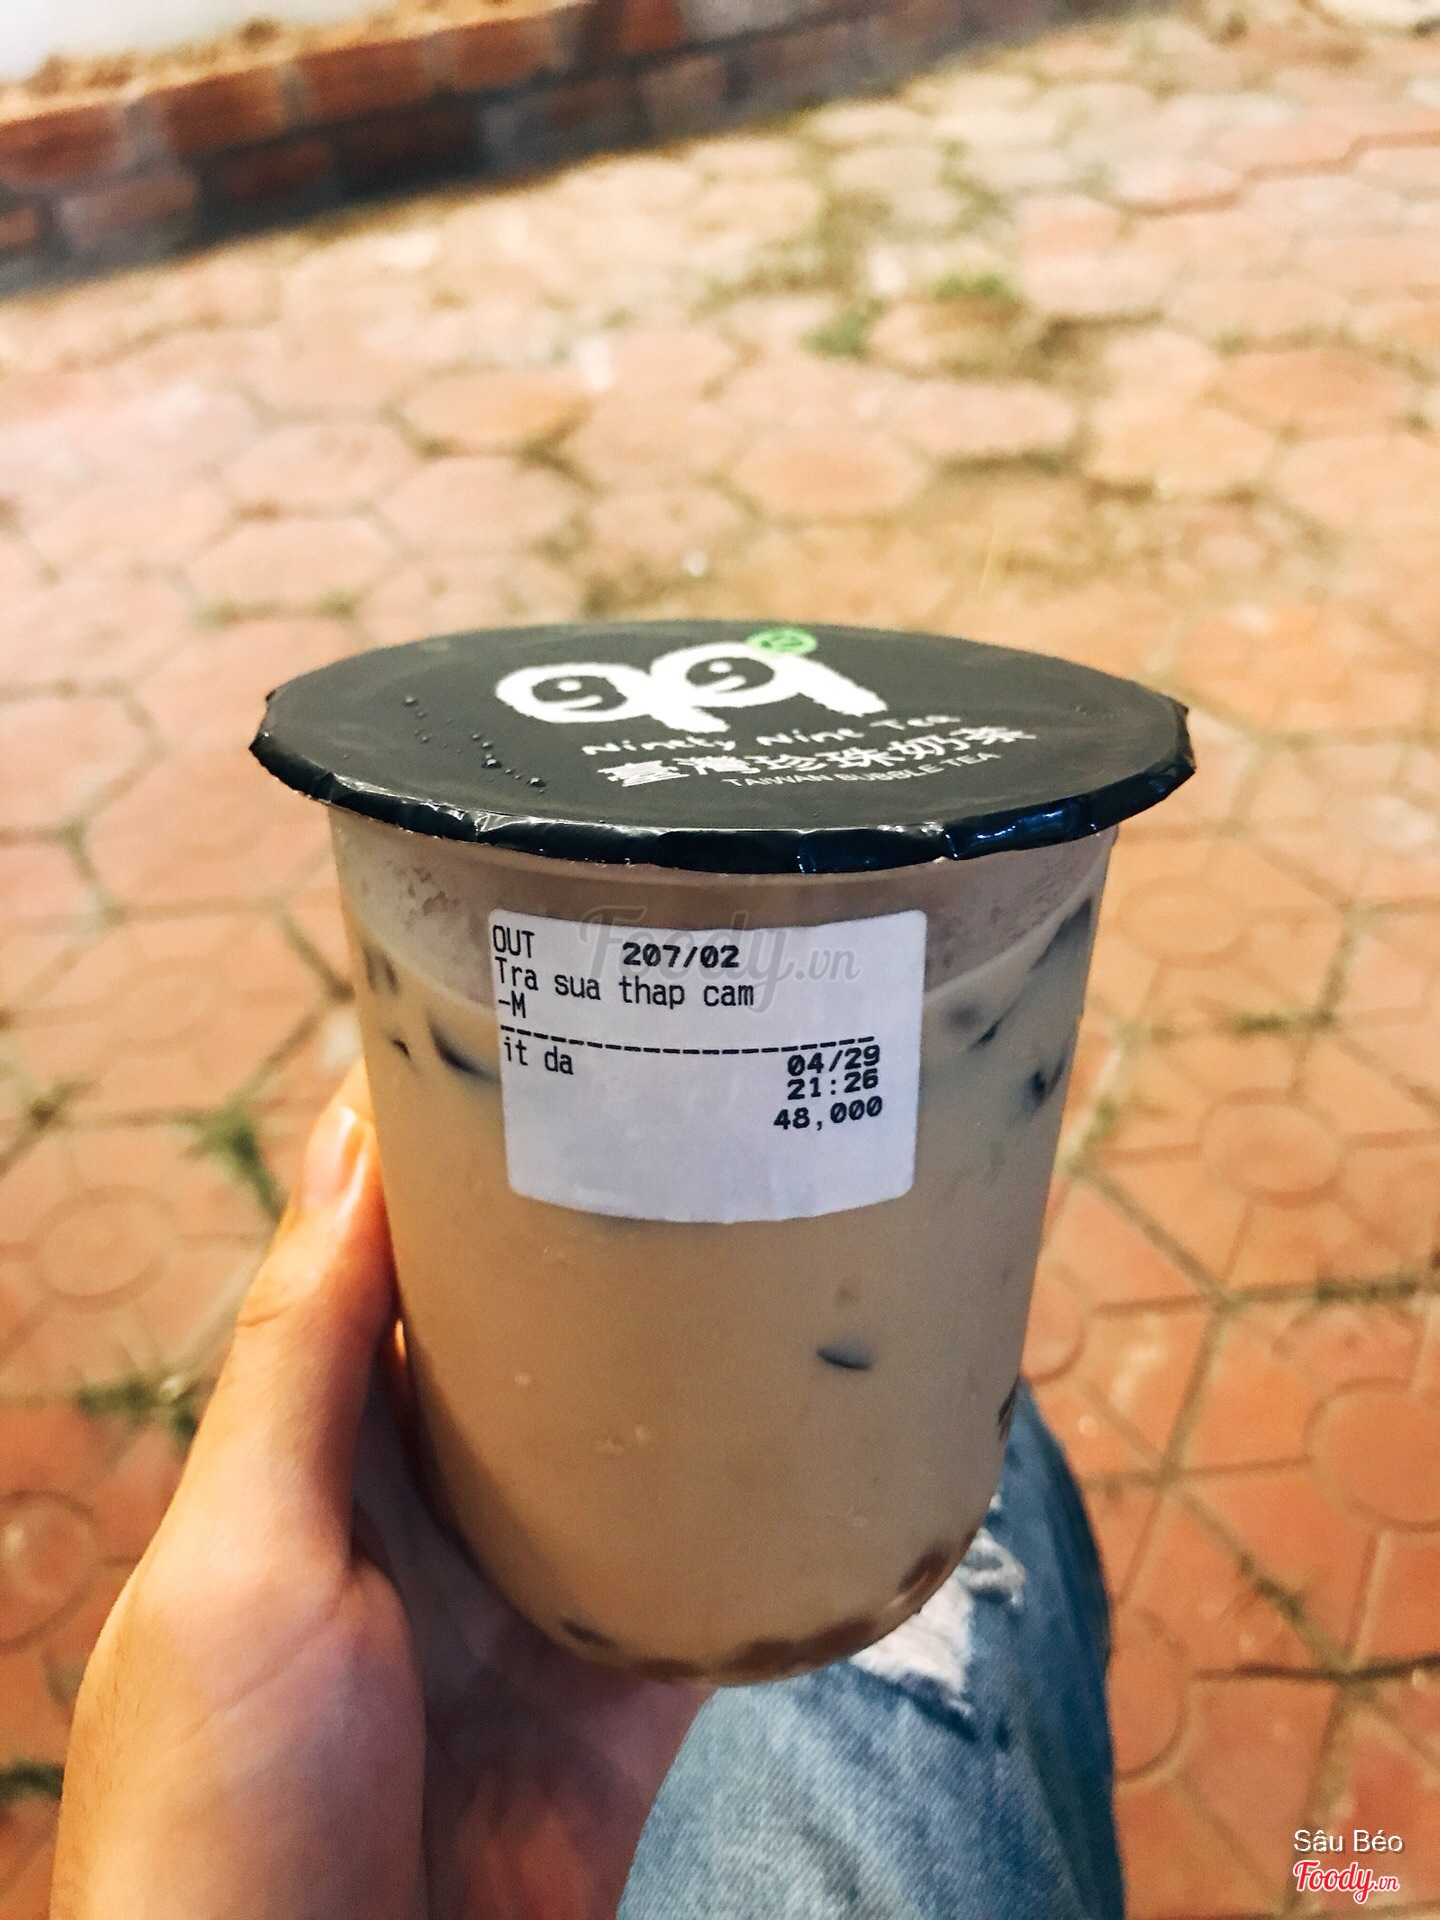 99
Ninety Nine Tea
臺灣珍珠奶茶
TAIWAN BUBBLE TEA
Foody.vn
OUT 207/02
Tra sua thap cam
-M
it da 04/29
21:26
48,000
Sâu Béo
Foody.vn